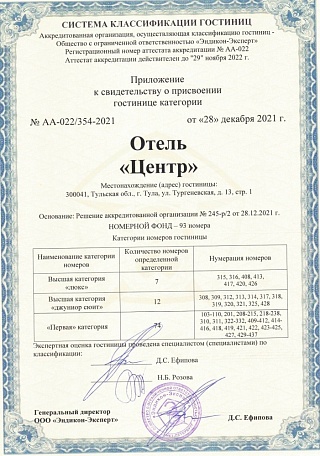 СИСТЕМА КЛАССИФИКАЦИИ ГОСТИНИЦ
Аккредитованная организация, осуществляющая классификацию гостиниц -
Общество с ограниченной ответственностью «Эндикон-Эксперт»
Регистрационный номер аттестата аккредитации № АА-022
Аттестат аккредитации действителен до "29" ноября 2022 г.
Приложение
к свидетельству о присвоении
гостинице категории
№ АА-022/354-2021
от «28» декабря 2021 г.
Отель
«Центр»
Местонахождение (адрес) гостиницы:
300041, Тульская обл., г. Тула, ул. Тургеневская, д. 13, стр. 1
Основание: Решение аккредитованной организации № 245-р/2 от 28.12.2021 г.
НОМЕРНОЙ ФОНД – 93 номера
Категории номеров гостиницы
Наименование категории номеров
Количество номеров определенной категории
Нумерация номеров
Высшая категория «люкс»
7
315, 316, 408, 413,
417, 420, 426
Высшая категория «джуниор сюит»
12
308, 309, 312, 313, 314, 317, 318,
319, 320, 321, 325, 428
«Первая» категория
74
103-110, 201, 208-215, 218-238,
310, 311, 322-332, 409-412, 414-
416, 418, 419, 421, 422, 423-425,
427, 429-437
Экспертная оценка гостиницы проведена специалистом (специалистами) по
классификации:
Д.С. Ефипова
Н.Б. Розова
Генеральный директор
ООО «Эндикон-Эксперт»
Д.С. Ефипова